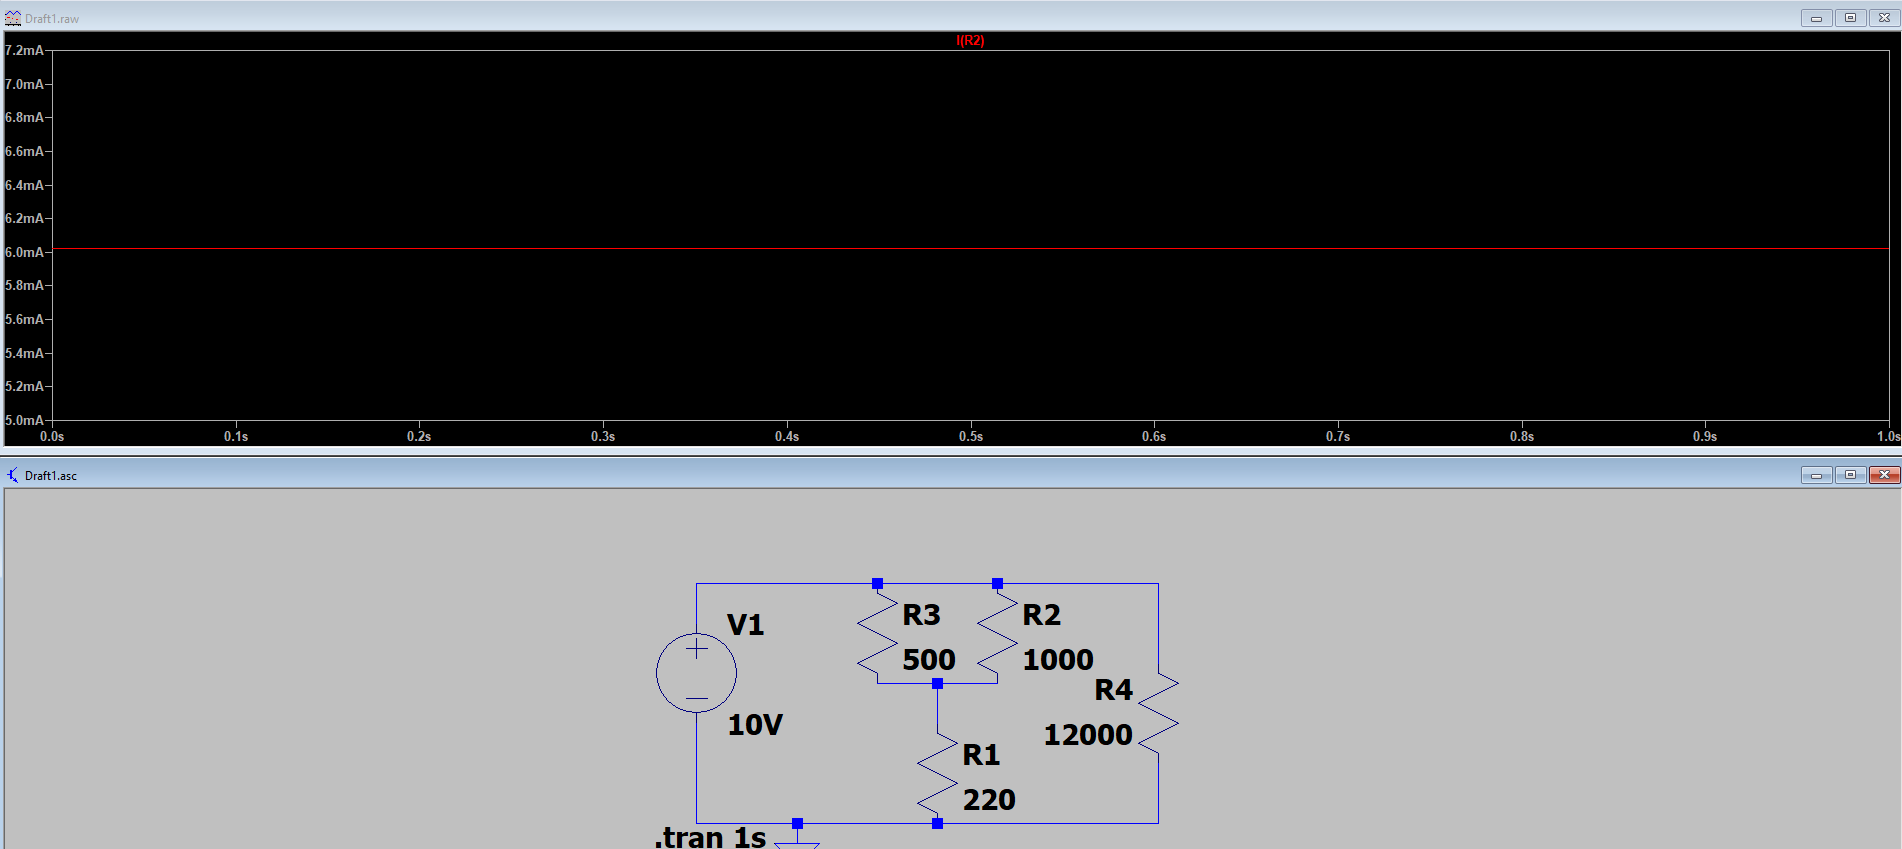 Draft1.raw
I(R2)
7.2mA
7.0mA
6.8mA
6.6mA
6.4mA
6.2mA
6.0mA
5.8mA
5.6mA
5.4mA
5.2mA
5.0mA
0.0s 0.1s 0.2s 0.3s 0.4s 0.5s 0.6s 0.7s 0.8s 0.9s 1.0s
Draft1.asc
V1
10V
R3
500
R2
1000
R4
12000
R1
220
.tran 1s